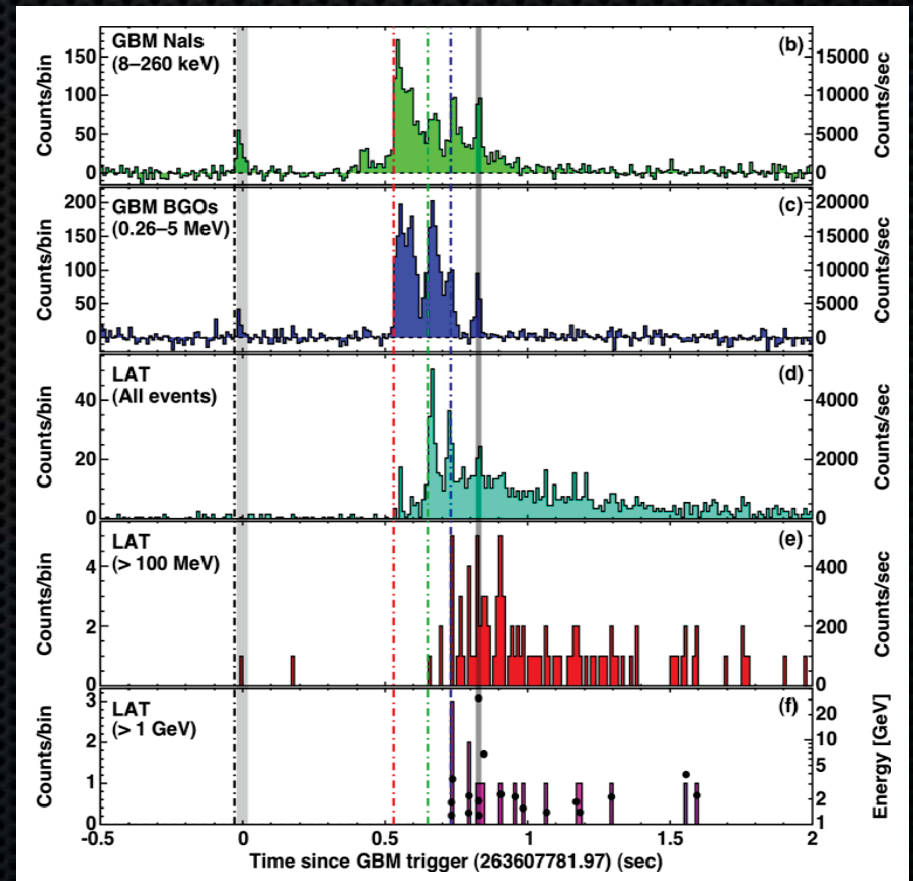 GBM NaIs
(8–260 keV)
(b)
Counts/bin
150
100
50
0
15000
10000
5000
0
Counts/sec
GBM BGOs
(0.26–5 MeV)
(c)
Counts/bin
200
150
100
50
0
20000
15000
10000
5000
0
Counts/sec
LAT
(All events)
(d)
Counts/bin
40
20
0
4000
2000
0
Counts/sec
LAT
(> 100 MeV)
(e)
Counts/bin
4
2
0
400
200
0
Counts/sec
LAT
(> 1 GeV)
(f)
Counts/bin
3
2
1
0
20
10
5
2
1
Energy [GeV]
-0.5
0
0.5
1
1.5
2
Time since GBM trigger (263607781.97) (sec)